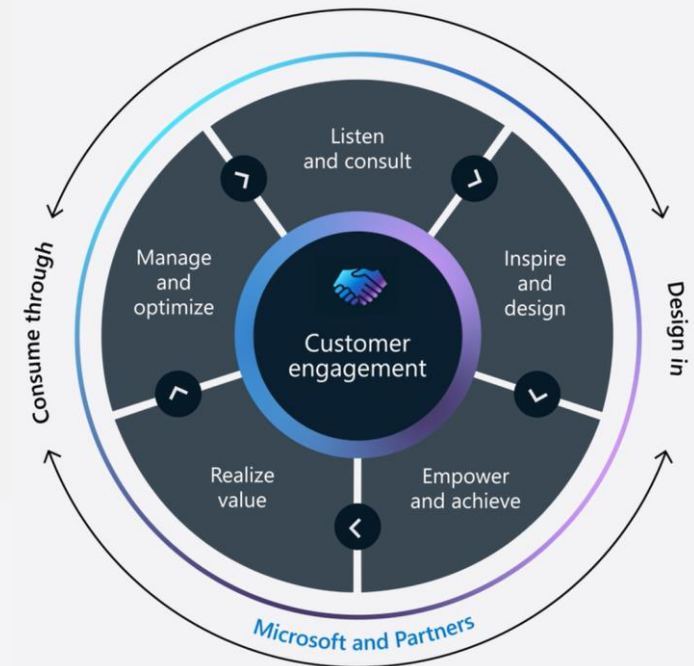 Listen
and consult
Inspire
and
design
Empower
and achieve
Realize
value
Manage
and
optimize
Customer
engagement
Consume through
Design in
Microsoft and Partners